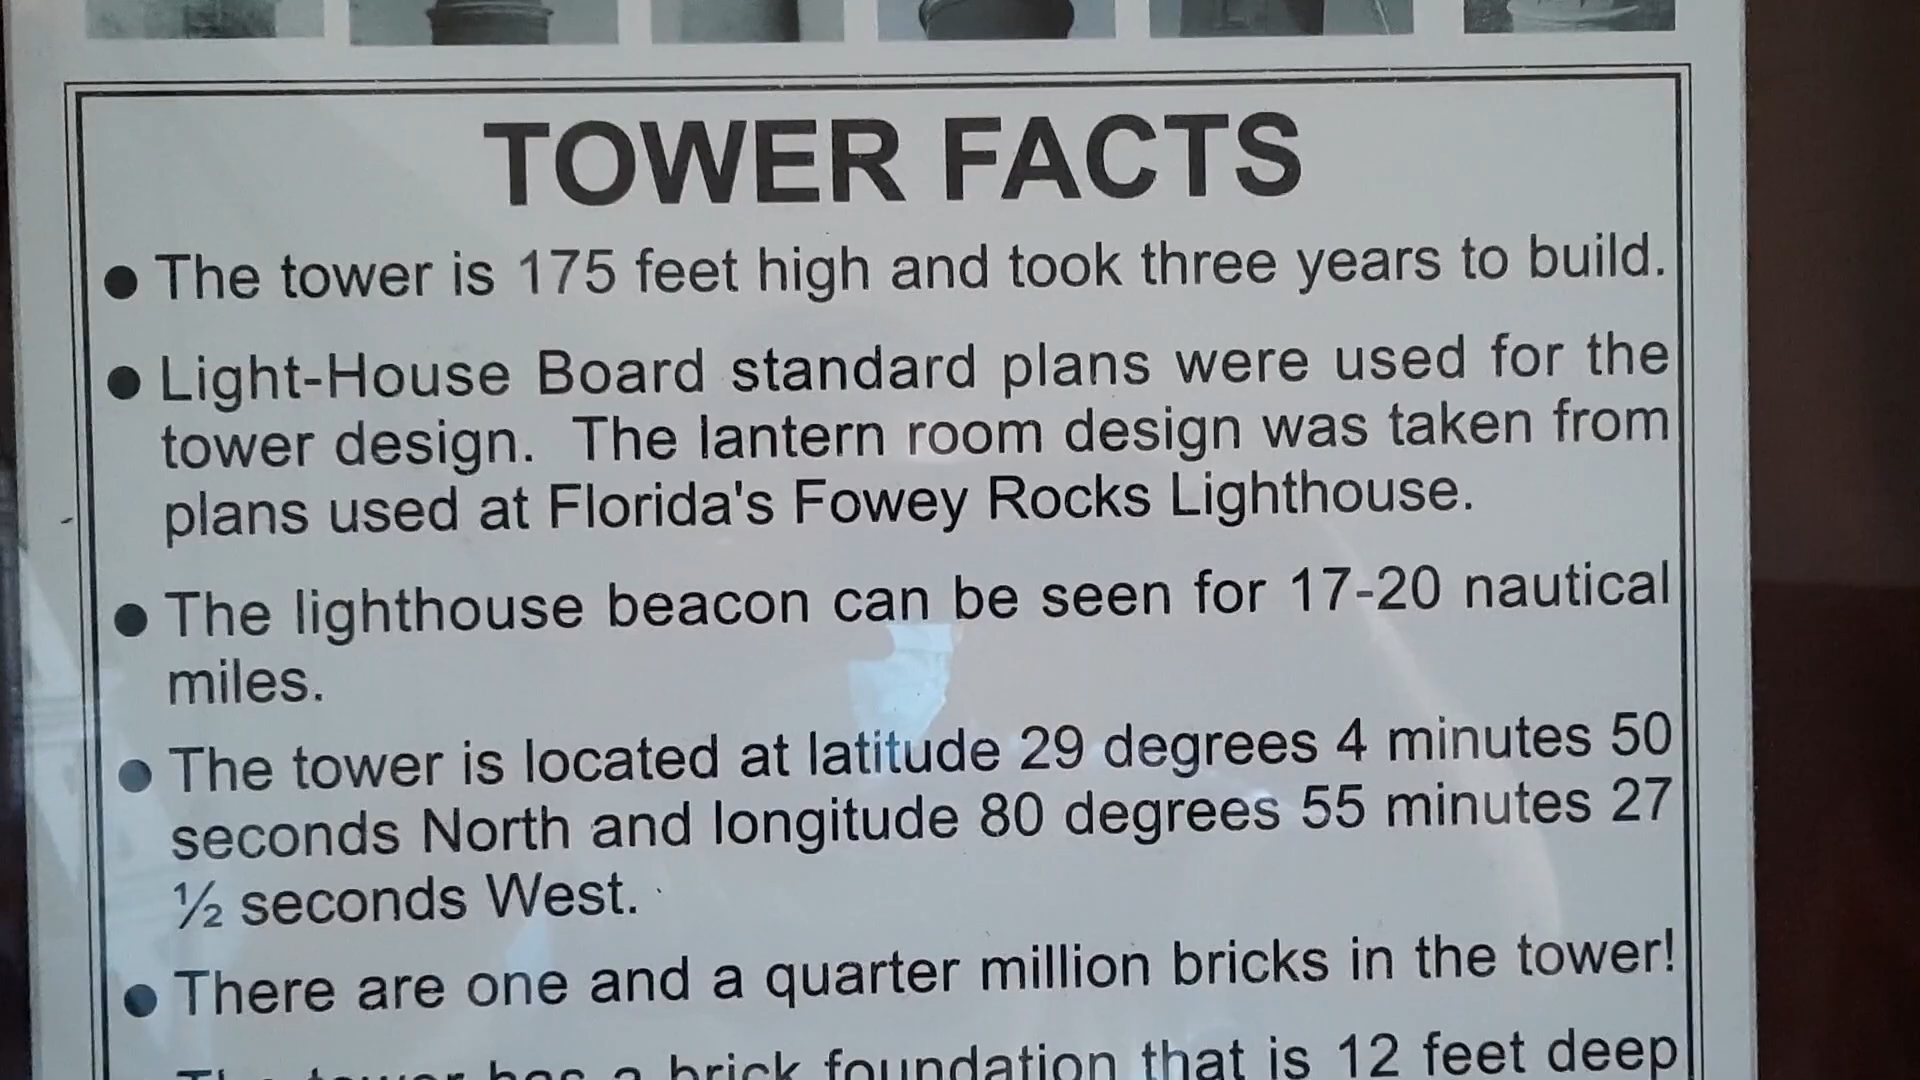 TOWER FACTS
● The tower is 175 feet high and took three years to build.
● Light-House Board standard plans were used for the
tower design. The lantern room design was taken from
plans used at Florida's Fowey Rocks Lighthouse.
● The lighthouse beacon can be seen for 17-20 nautical
miles.
● The tower is located at latitude 29 degrees 4 minutes 50
seconds North and longitude 80 degrees 55 minutes 27
½ seconds West.
● There are one and a quarter million bricks in the tower!
The tower has a brick foundation that is 12 feet deep